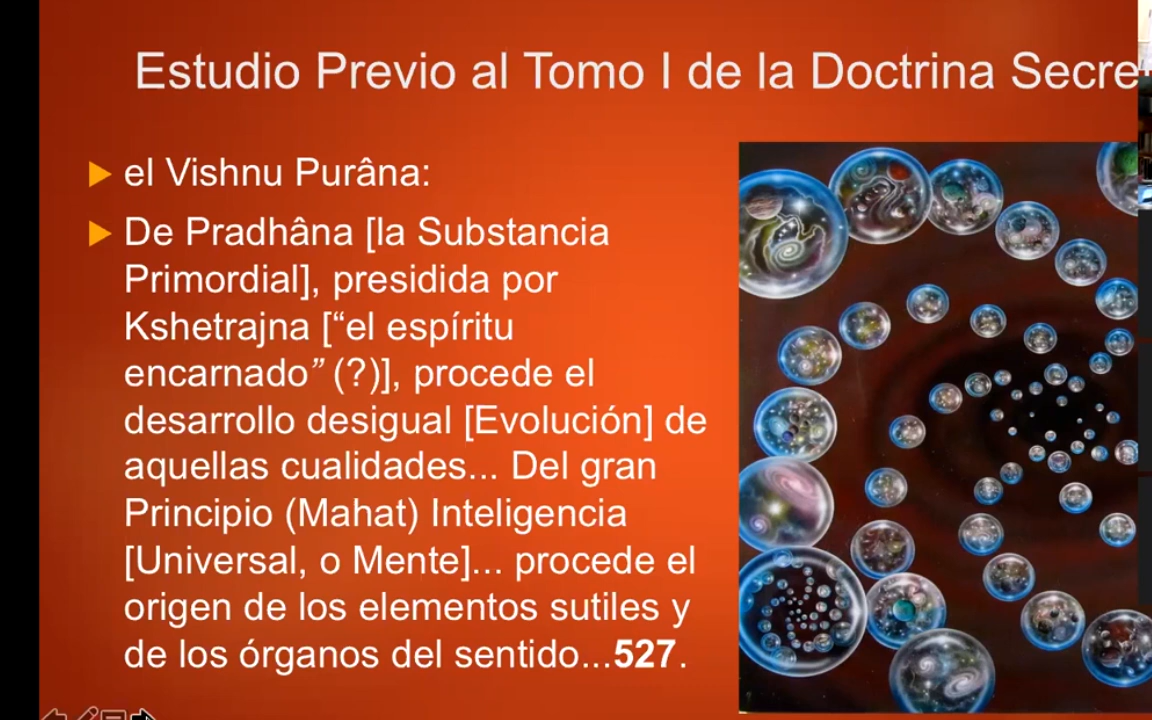 Estudio Previo al Tomo I de la Doctrina Secre
el Vishnu Purâna:
De Pradhâna [la Substancia
Primordial], presidida por
Kshetrajna [“el espíritu
encarnado” (?)], procede el
desarrollo desigual [Evolución] de
aquellas cualidades... Del gran
Principio (Mahat) Inteligencia
[Universal, o Mente]... procede el
origen de los elementos sutiles y
de los órganos del sentido...527.